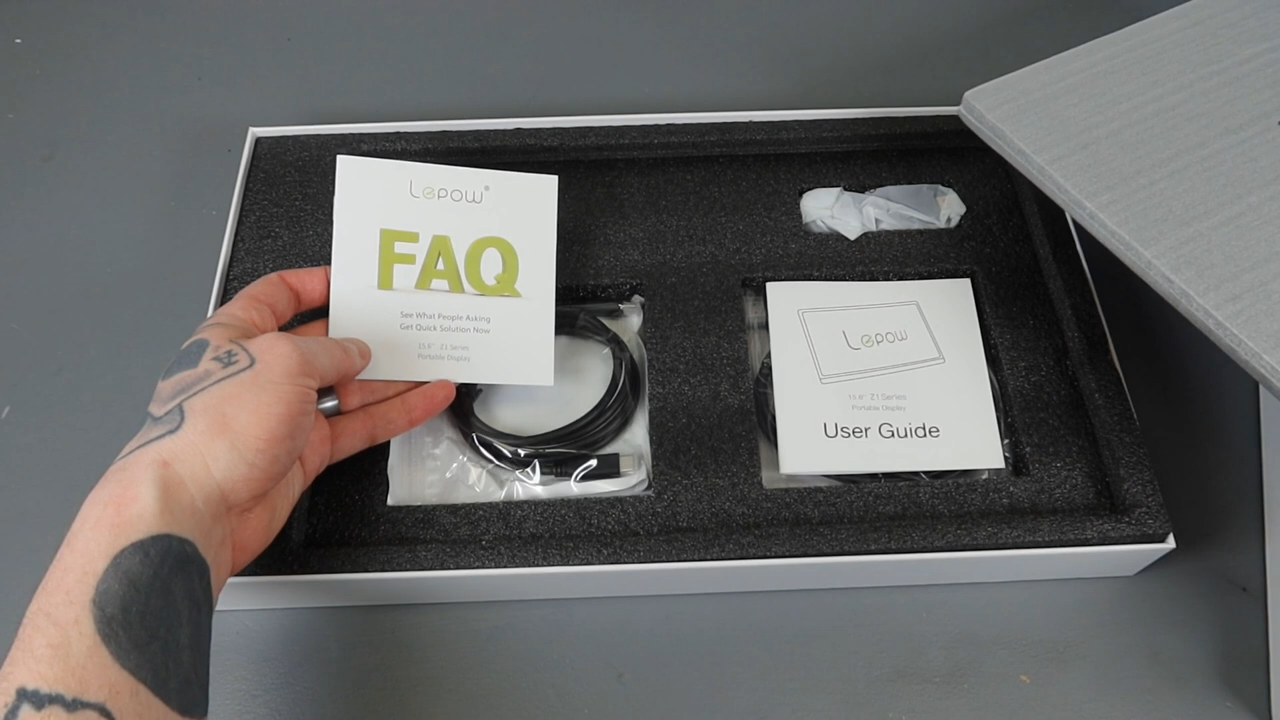 Lepow®
FAQ
See What People Asking
Get Quick Solution Now
15.6" Z1 Series
Portable Display
Lepow
15.6" Z1 Series
Portable Display
User Guide